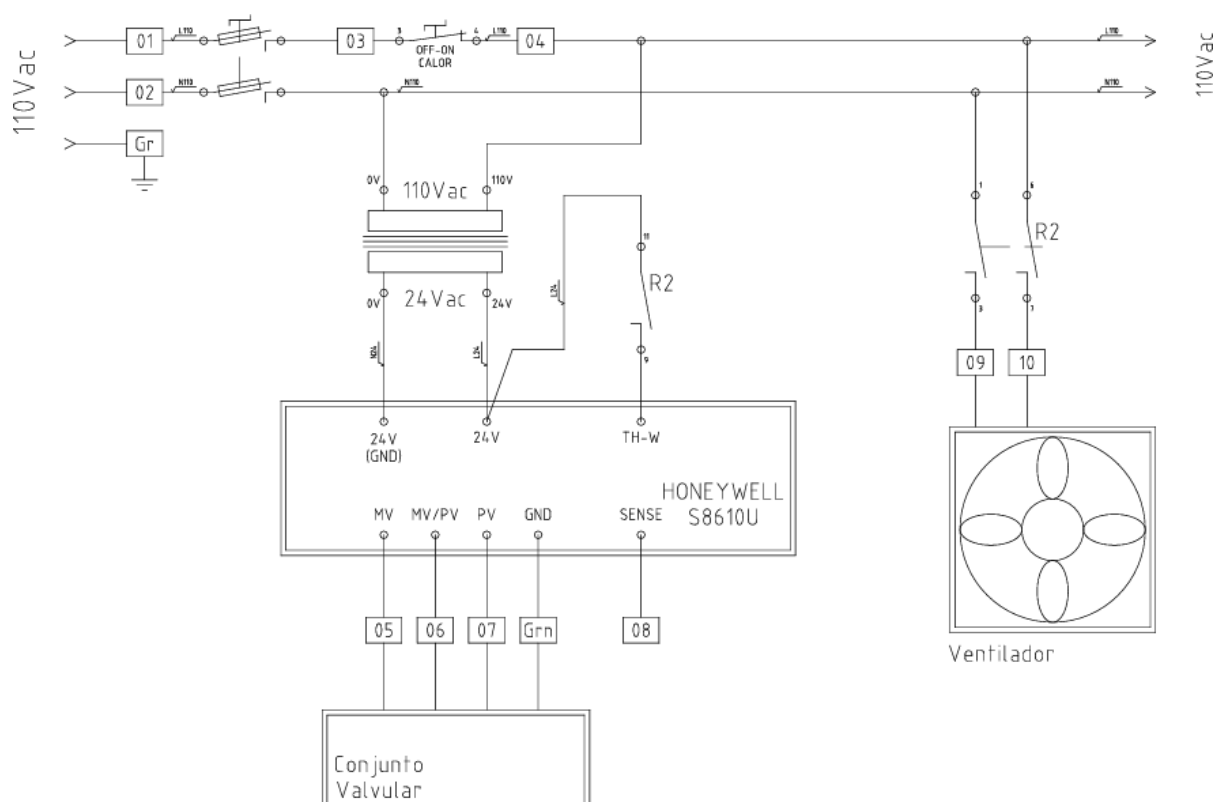 110Vac
01
L110
03
3
OFF-ON
CALOR
4
L110
04
L110
110Vac
02
N110
N110
N110
Gr
0V
110Vac
110V
0V
24Vac
24V
N24
L24
L24
11
R2
9
1
5
R2
3
7
09
10
24V
(GND)
24V
TH-W
HONEYWELL
S8610U
MV
MV/PV
PV
GND
SENSE
05
06
07
Grn
08
Ventilador
Conjunto
Valvular